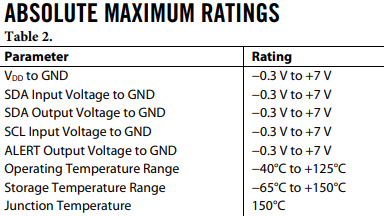 ABSOLUTE MAXIMUM RATINGS
Table 2.
Parameter Rating
VDD to GND −0.3 V to +7 V
SDA Input Voltage to GND −0.3 V to +7 V
SDA Output Voltage to GND −0.3 V to +7 V
SCL Input Voltage to GND −0.3 V to +7 V
ALERT Output Voltage to GND −0.3 V to +7 V
Operating Temperature Range −40°C to +125°C
Storage Temperature Range −65°C to +150°C
Junction Temperature 150°C